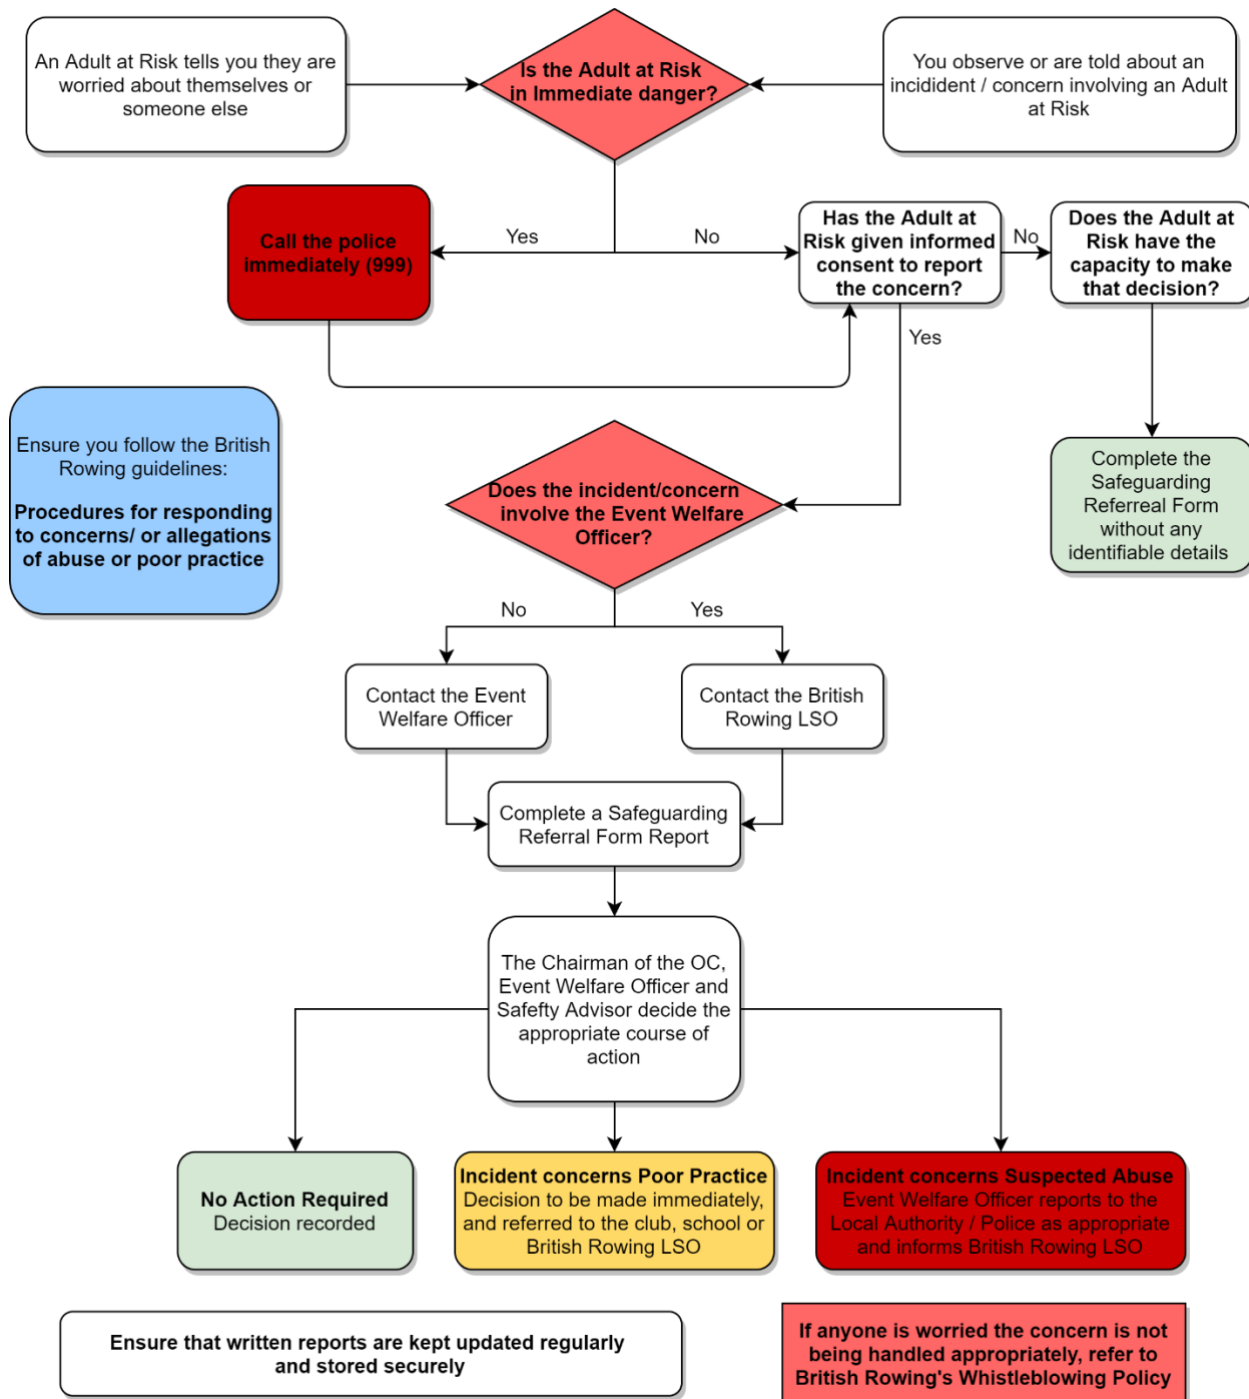 An Adult at Risk tells you they are
worried about themselves or
someone else
Is the Adult at Risk
in Immediate danger?
You observe or are told about an
incidident / concern involving an Adult
at Risk
Call the police
immediately (999)
Yes
No
Has the Adult at
Risk given informed
consent to report
the concern?
No
Does the Adult at
Risk have the
capacity to make
that decision?
Yes
Ensure you follow the British
Rowing guidelines:
Procedures for responding
to concerns/ or allegations
of abuse or poor practice
Does the incident/concern
involve the Event Welfare
Officer?
Complete the
Safeguarding
Referreal Form
without any
identifiable details
No
Yes
Contact the Event
Welfare Officer
Contact the British
Rowing LSO
Complete a Safeguarding
Referral Form Report
The Chairman of the OC,
Event Welfare Officer and
Safefty Advisor decide the
appropriate course of
action
No Action Required
Decision recorded
Incident concerns Poor Practice
Decision to be made immediately,
and referred to the club, school or
British Rowing LSO
Incident concerns Suspected Abuse
Event Welfare Officer reports to the
Local Authority / Police as appropriate
and informs British Rowing LSO
Ensure that written reports are kept updated regularly
and stored securely
If anyone is worried the concern is not
being handled appropriately, refer to
British Rowing's Whistleblowing Policy